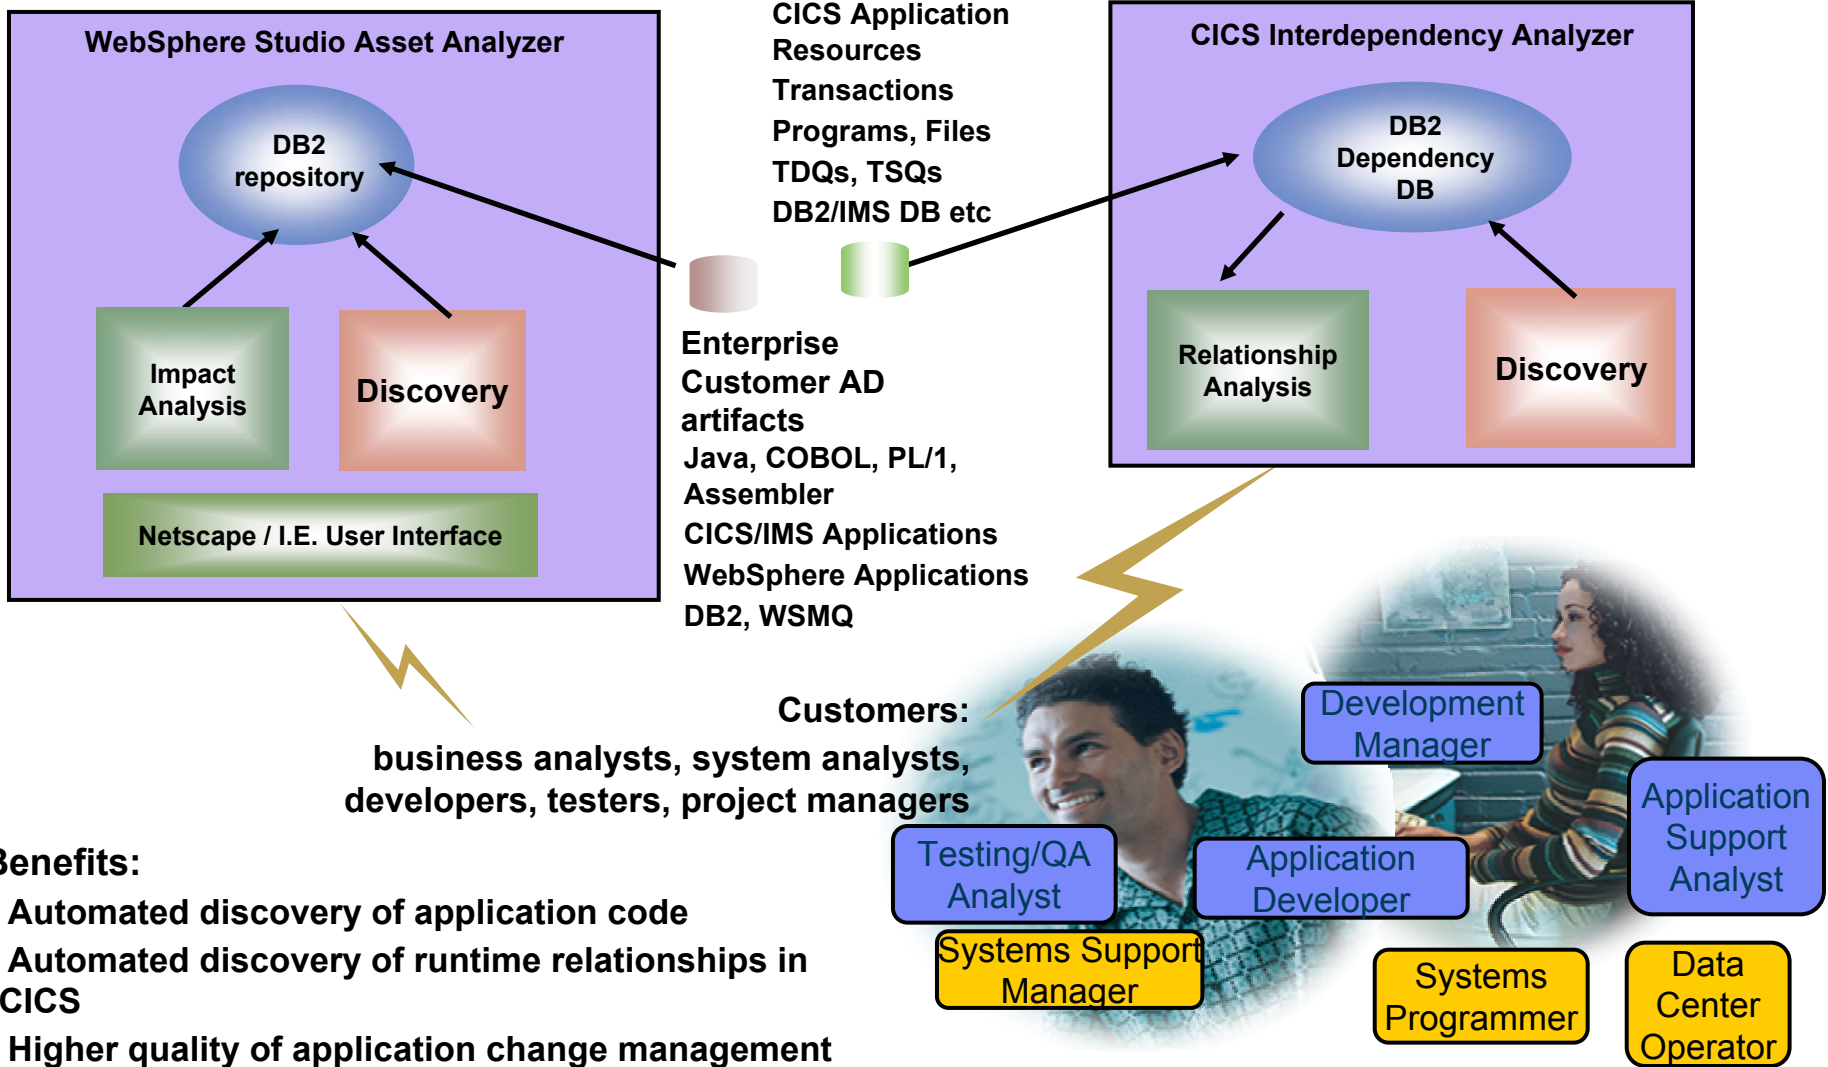 WebSphere Studio Asset Analyzer
DB2
repository
Impact
Analysis
Discovery
Netscape / I.E. User Interface
CICS Application
Resources
Transactions
Programs, Files
TDQs, TSQs
DB2/IMS DB etc
Enterprise
Customer AD
artifacts
Java, COBOL, PL/1,
Assembler
CICS/IMS Applications
WebSphere Applications
DB2, WSMQ
CICS Interdependency Analyzer
DB2
Dependency
DB
Relationship
Analysis
Discovery
Customers:
business analysts, system analysts,
developers, testers, project managers
Benefits:
Automated discovery of application code
Automated discovery of runtime relationships in
CICS
Higher quality of application change management
Development
Manager
Application
Support
Analyst
Testing/QA
Analyst
Application
Developer
Systems Support
Manager
Systems
Programmer
Data
Center
Operator